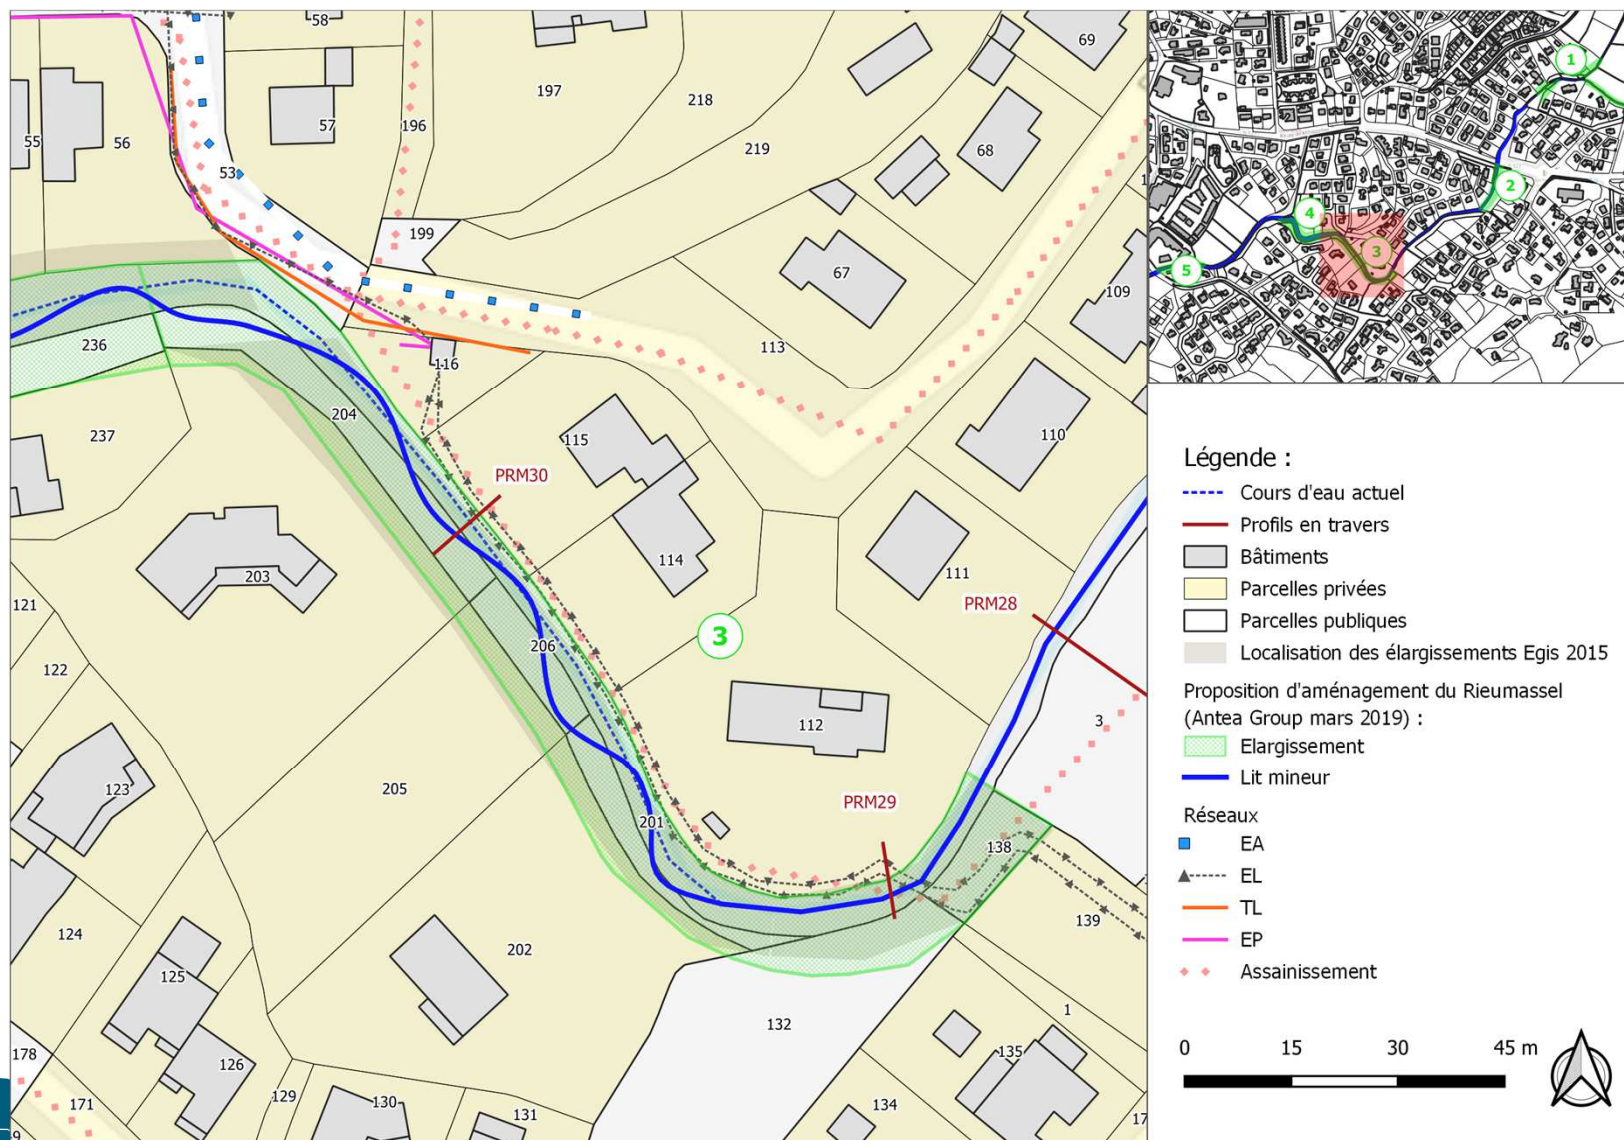 58
69
197
218
55
56
57
196
219
68
53
199
67
109
113
236
116
204
237
115
110
PRM30
203
114
111
PRM28
121
206
3
122
112
3
123
205
PRM29
201
138
124
202
139
125
132
1
178
126
135
171
129
130
131
134
17
1
2
4
3
5
Légende :
Cours d'eau actuel
Profils en travers
Bâtiments
Parcelles privées
Parcelles publiques
Localisation des élargissements Egis 2015
Proposition d'aménagement du Rieumassel
(Antea Group mars 2019) :
Elargissement
Lit mineur
Réseaux
EA
EL
TL
EP
Assainissement
0 15 30 45 m